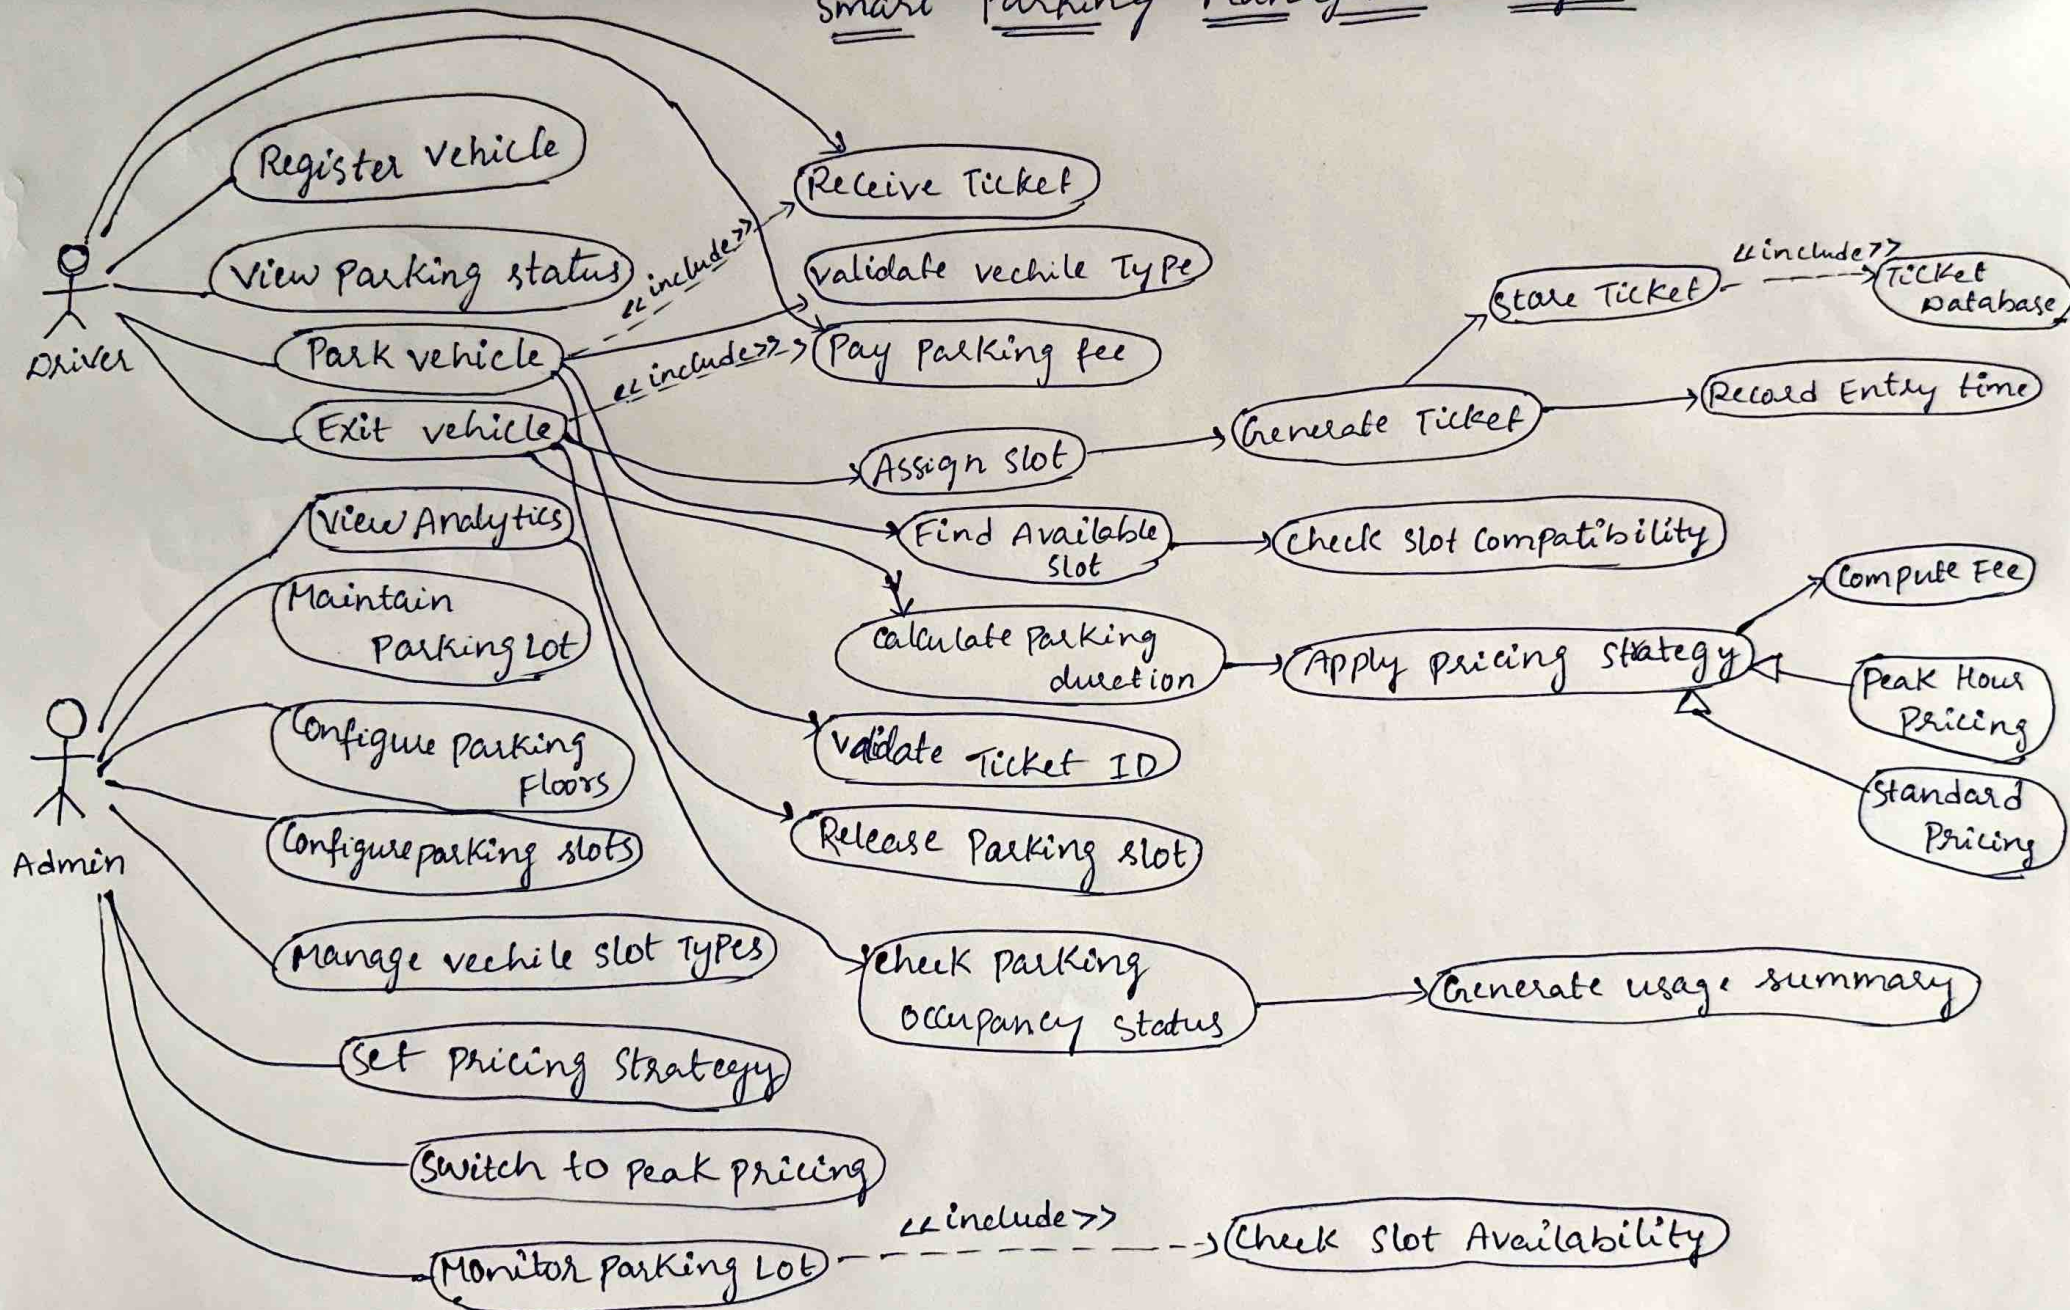 Smart Parking
Register Vehicle
Receive Ticket
View parking status
<<include>>
Validate vechile Type
<<include>>
Store Ticket
Ticket
Database
Driver
Park vehicle
<<include>>
Pay parking fee
Record Entry time
Exit vehicle
Generate Ticket
Assign slot
View Analytics
Find Available
slot
Check slot compatibility
Compute Fee
Maintain
Parking Lot
Calculate parking
duretion
Apply pricing strategy
Peak Hour
Pricing
Configure parking
Floors
Validate Ticket ID
Standard
Pricing
Configure parking slots
Release Parking slot
Admin
Manage vechile slot Types
Check parking
occupancy status
Generate usage summary
Set pricing strategy
Switch to peak pricing
<<include>>
Monitor parking Lot
Check Slot Availability